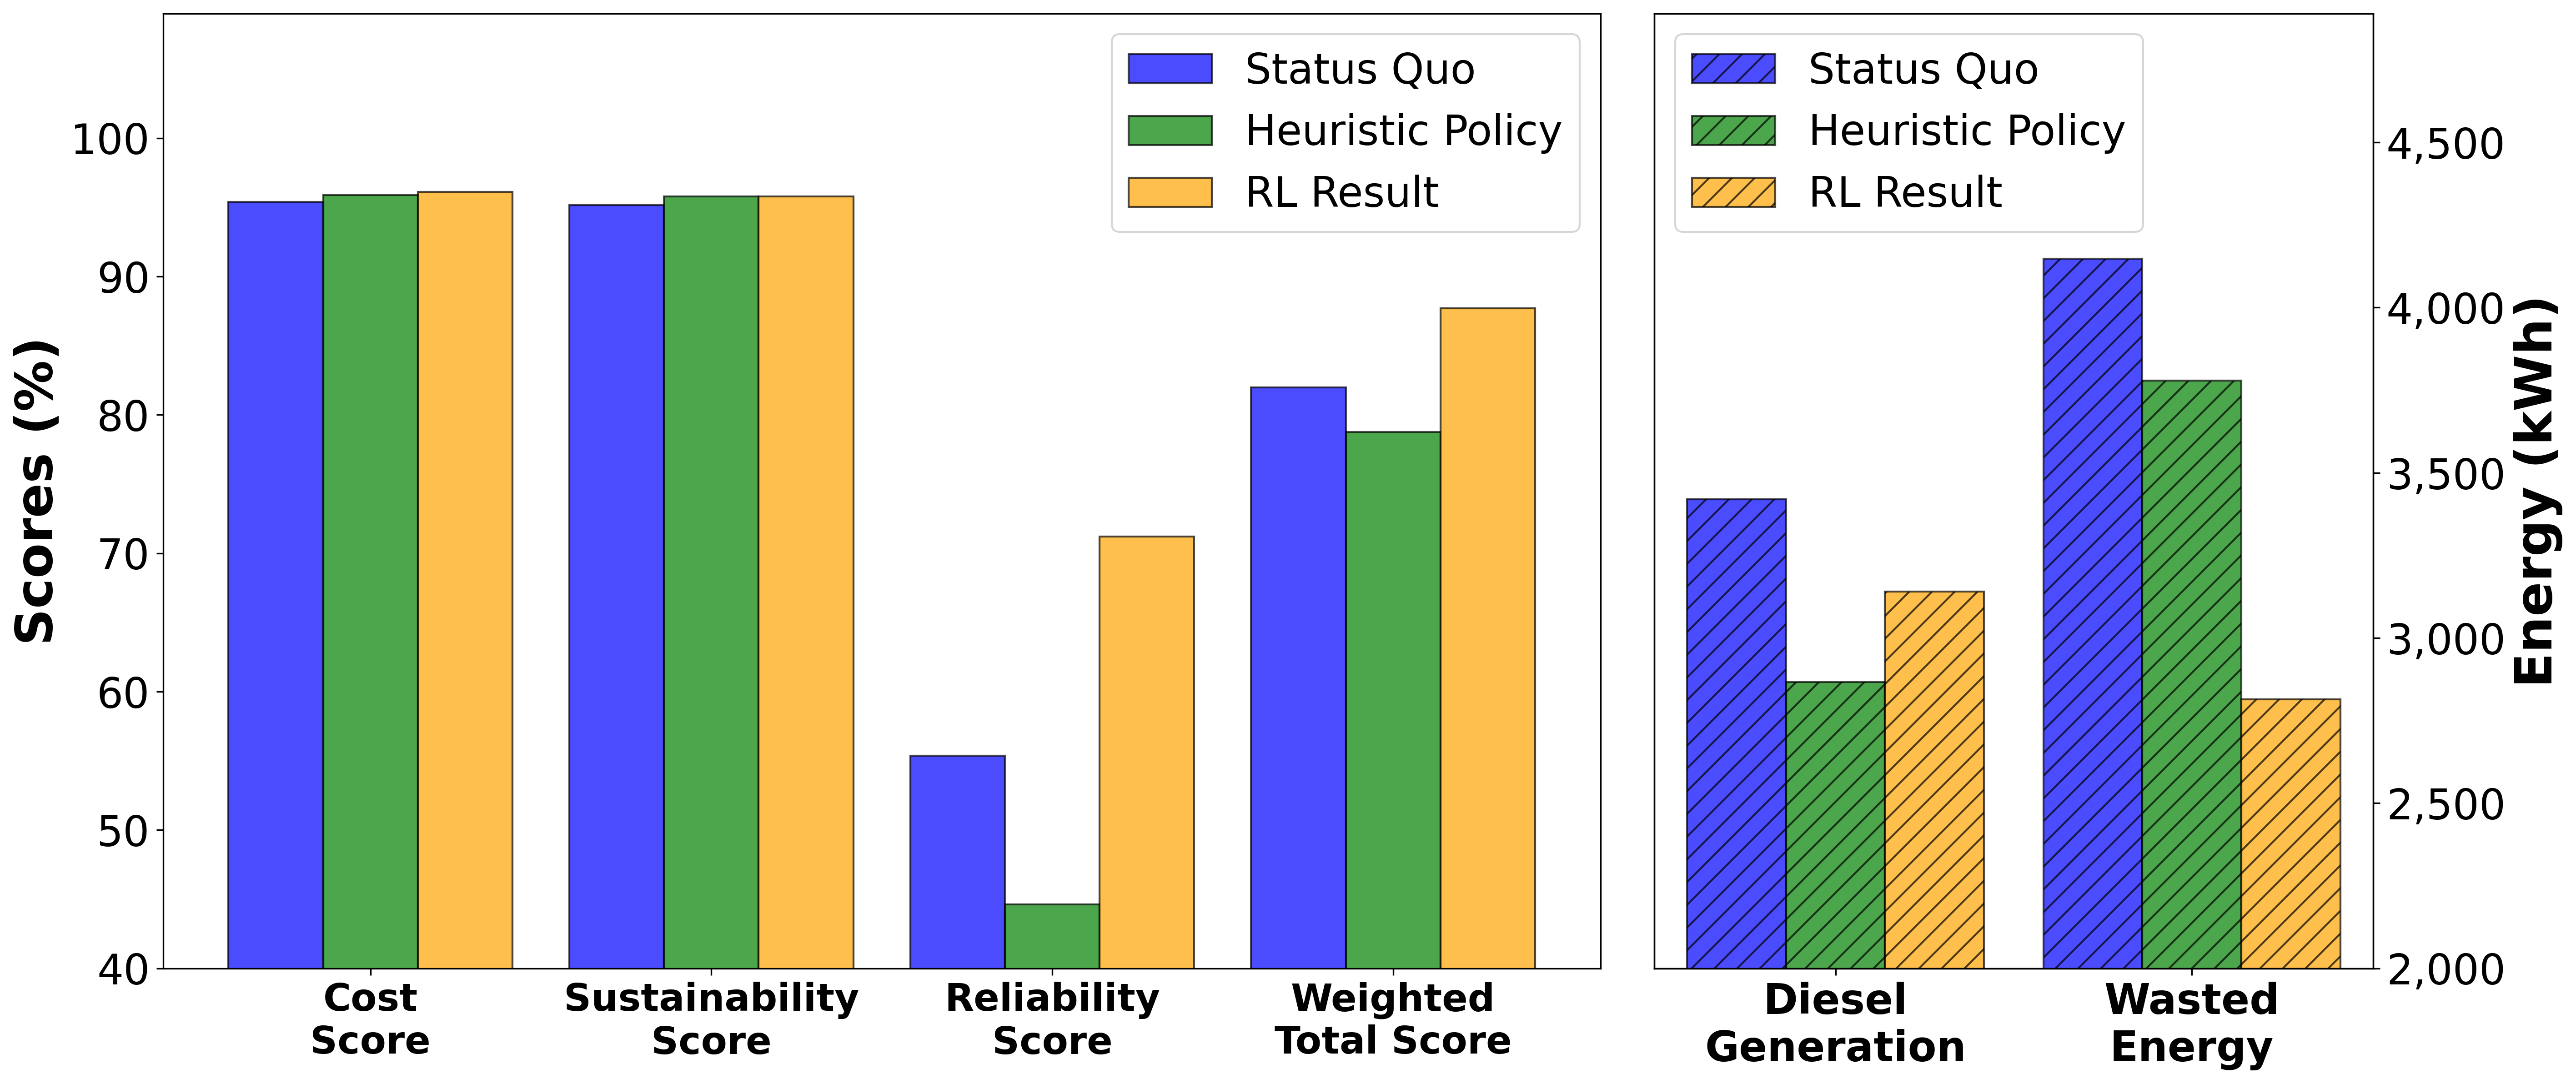 Scores (%)
100
90
80
70
60
50
40
Status Quo
Heuristic Policy
RL Result
Cost
Score
Sustainability
Score
Reliability
Score
Weighted
Total Score
Status Quo
Heuristic Policy
RL Result
4,500
4,000
3,500
3,000
2,500
2,000
Energy (kWh)
Diesel
Generation
Wasted
Energy